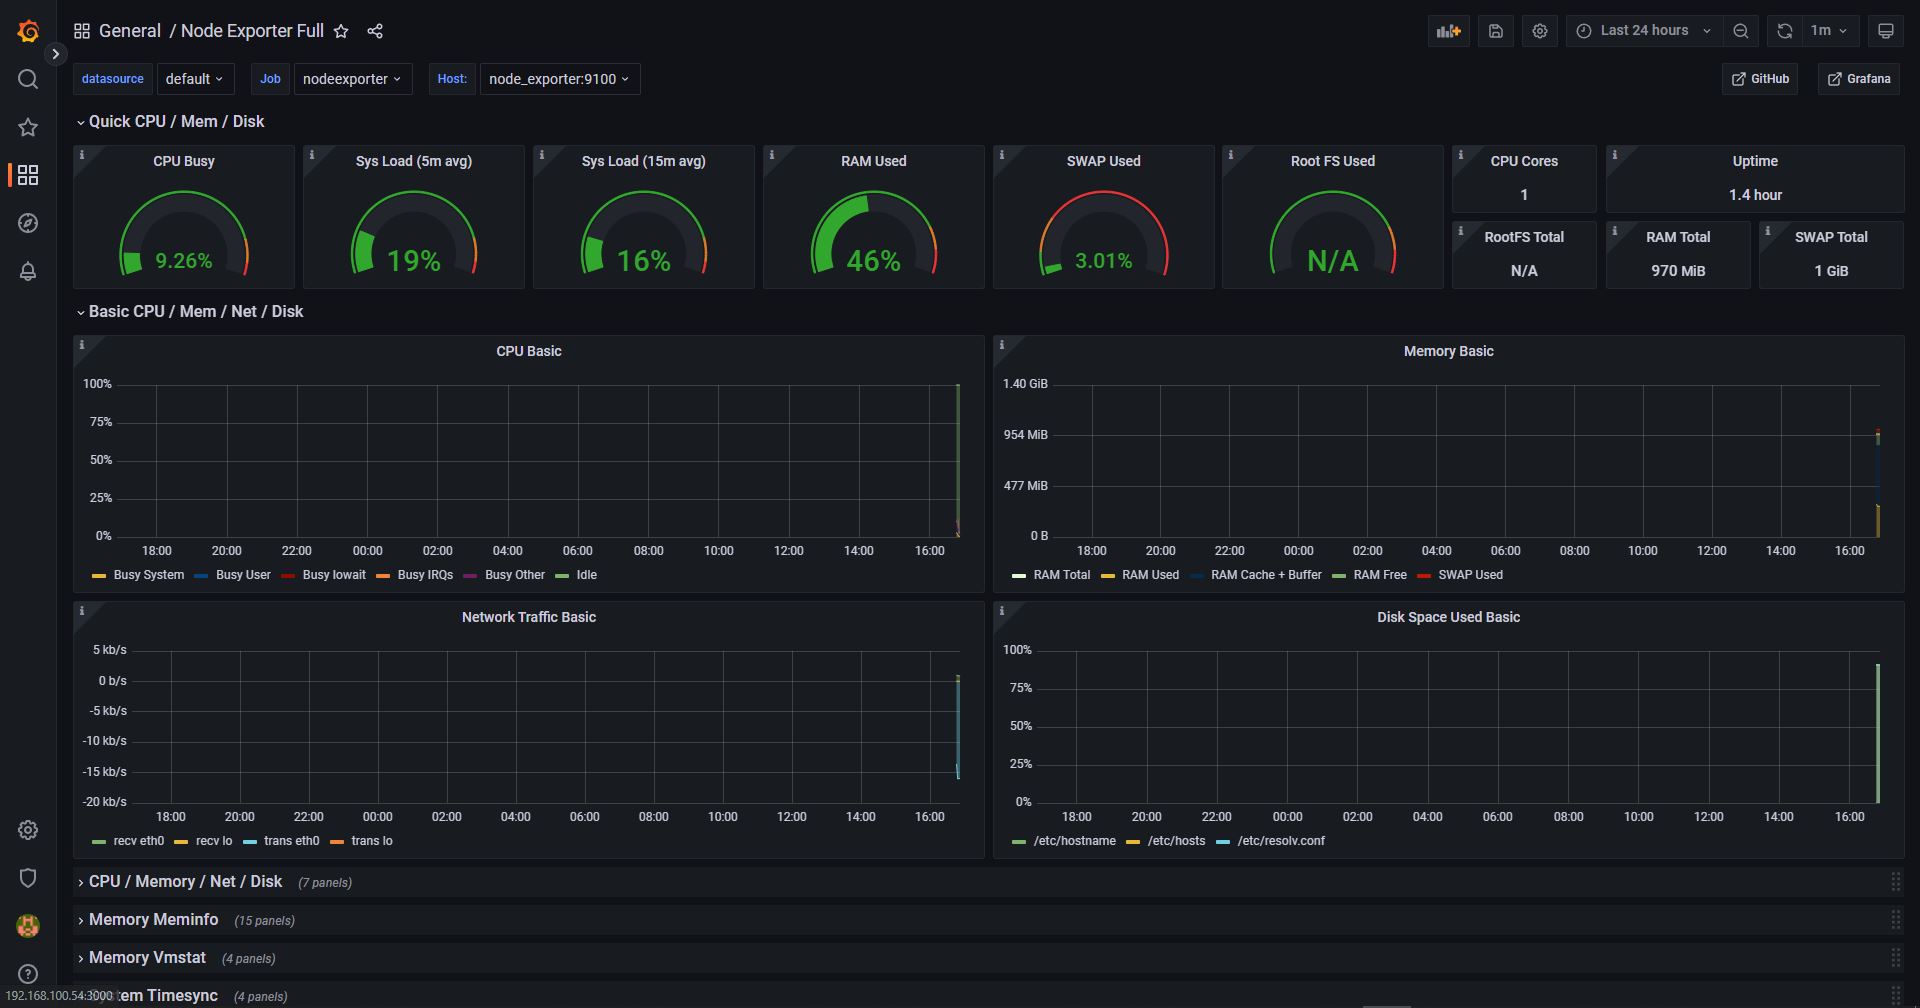 General / Node Exporter Full
Last 24 hours
1m
datasource default Job nodeexporter Host: node_exporter:9100
GitHub
Grafana
Quick CPU / Mem / Disk
CPU Busy
9.26%
Sys Load (5m avg)
19%
Sys Load (15m avg)
16%
RAM Used
46%
SWAP Used
3.01%
Root FS Used
N/A
CPU Cores
1
Uptime
1.4 hour
RootFS Total
N/A
RAM Total
970 MiB
SWAP Total
1 GiB
Basic CPU / Mem / Net / Disk
CPU Basic
100%
75%
50%
25%
0%
18:00 20:00 22:00 00:00 02:00 04:00 06:00 08:00 10:00 12:00 14:00 16:00
Busy System Busy User Busy Iowait Busy IRQs Busy Other Idle
Memory Basic
1.40 GiB
954 MiB
477 MiB
0 B
18:00 20:00 22:00 00:00 02:00 04:00 06:00 08:00 10:00 12:00 14:00 16:00
RAM Total RAM Used RAM Cache + Buffer RAM Free SWAP Used
Network Traffic Basic
5 kb/s
0 b/s
-5 kb/s
-10 kb/s
-15 kb/s
-20 kb/s
18:00 20:00 22:00 00:00 02:00 04:00 06:00 08:00 10:00 12:00 14:00 16:00
recv eth0 recv lo trans eth0 trans lo
Disk Space Used Basic
100%
75%
50%
25%
0%
18:00 20:00 22:00 00:00 02:00 04:00 06:00 08:00 10:00 12:00 14:00 16:00
/etc/hostname /etc/hosts /etc/resolv.conf
CPU / Memory / Net / Disk (7 panels)
Memory Meminfo (15 panels)
Memory Vmstat (4 panels)
System Timesync (4 panels)
192.168.100.54:3000